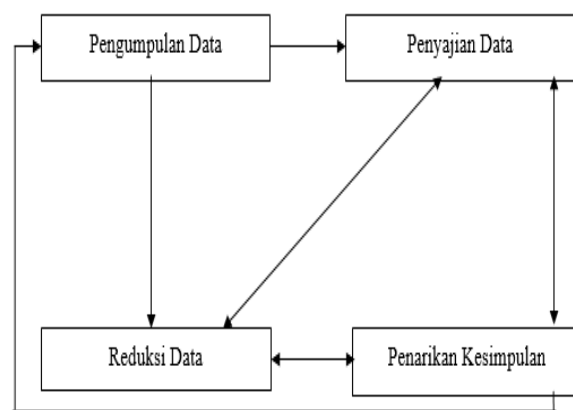 Pengumpulan Data
Penyajian Data
Reduksi Data
Penarikan Kesimpulan